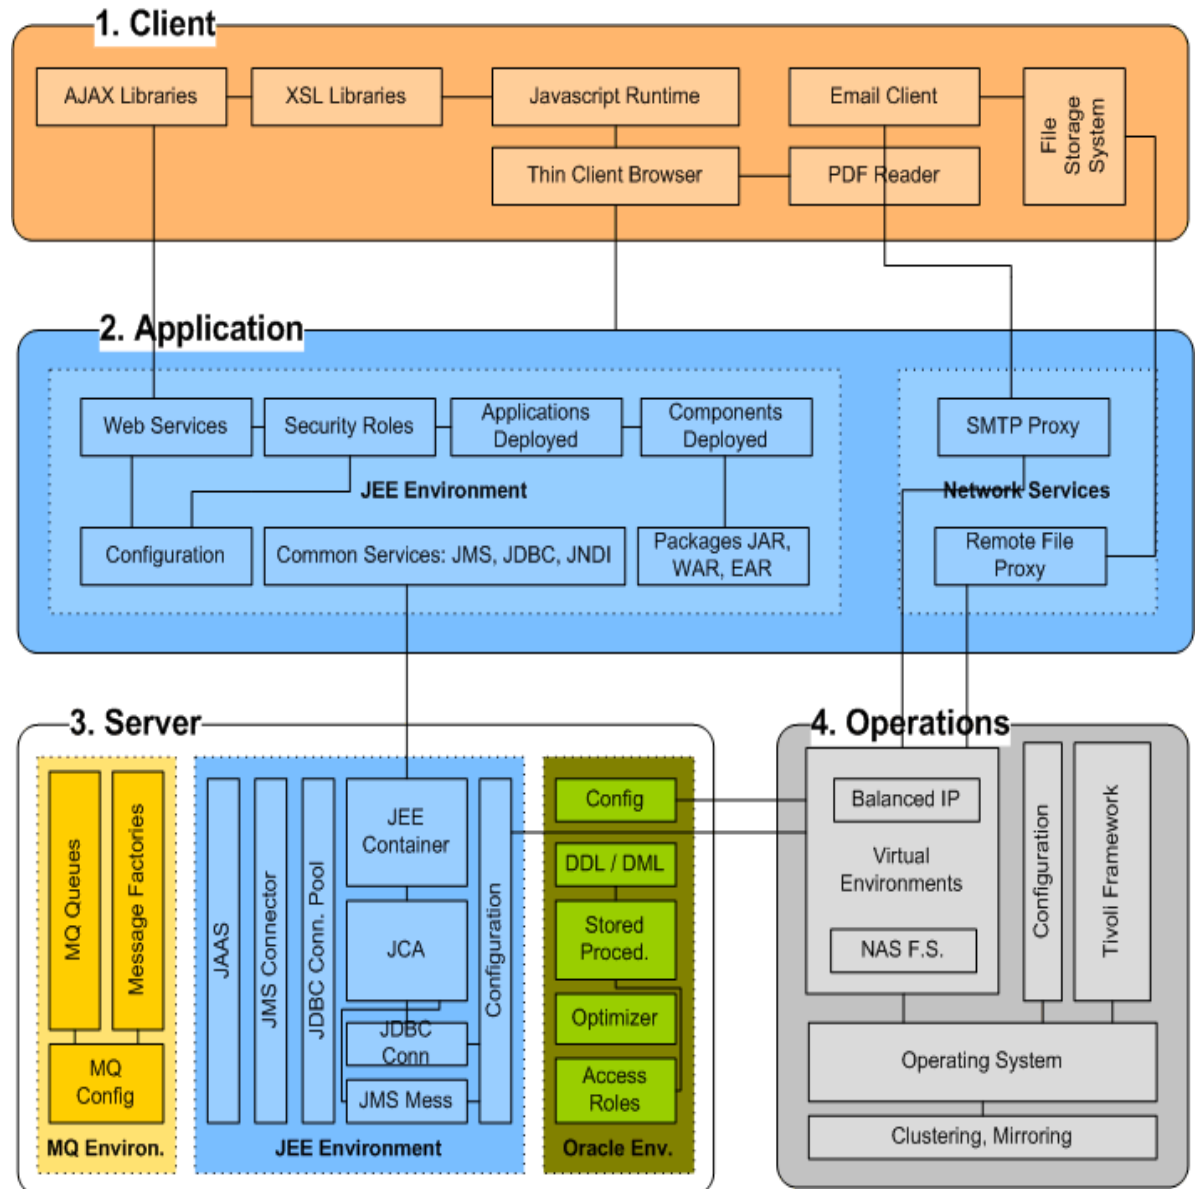 1. Client
AJAX Libraries
XSL Libraries
Javascript Runtime
Email Client
File
Storage
System
Thin Client Browser
PDF Reader
2. Application
Web Services
Security Roles
Applications
Deployed
Components
Deployed
SMTP Proxy
JEE Environment
Network Services
Configuration
Common Services: JMS, JDBC, JNDI
Packages JAR,
WAR, EAR
Remote File
Proxy
3. Server
MQ Queues
Message Factories
MQ
Config
MQ Environ.
JAAS
JMS Connector
JDBC Conn. Pool
JEE
Container
JCA
JDBC
Conn
JMS Mess
Configuration
JEE Environment
Config
DDL / DML
Stored
Proced.
Optimizer
Access
Roles
Oracle Env.
4. Operations
Balanced IP
Virtual
Environments
NAS F.S.
Configuration
Tivoli Framework
Operating System
Clustering, Mirroring